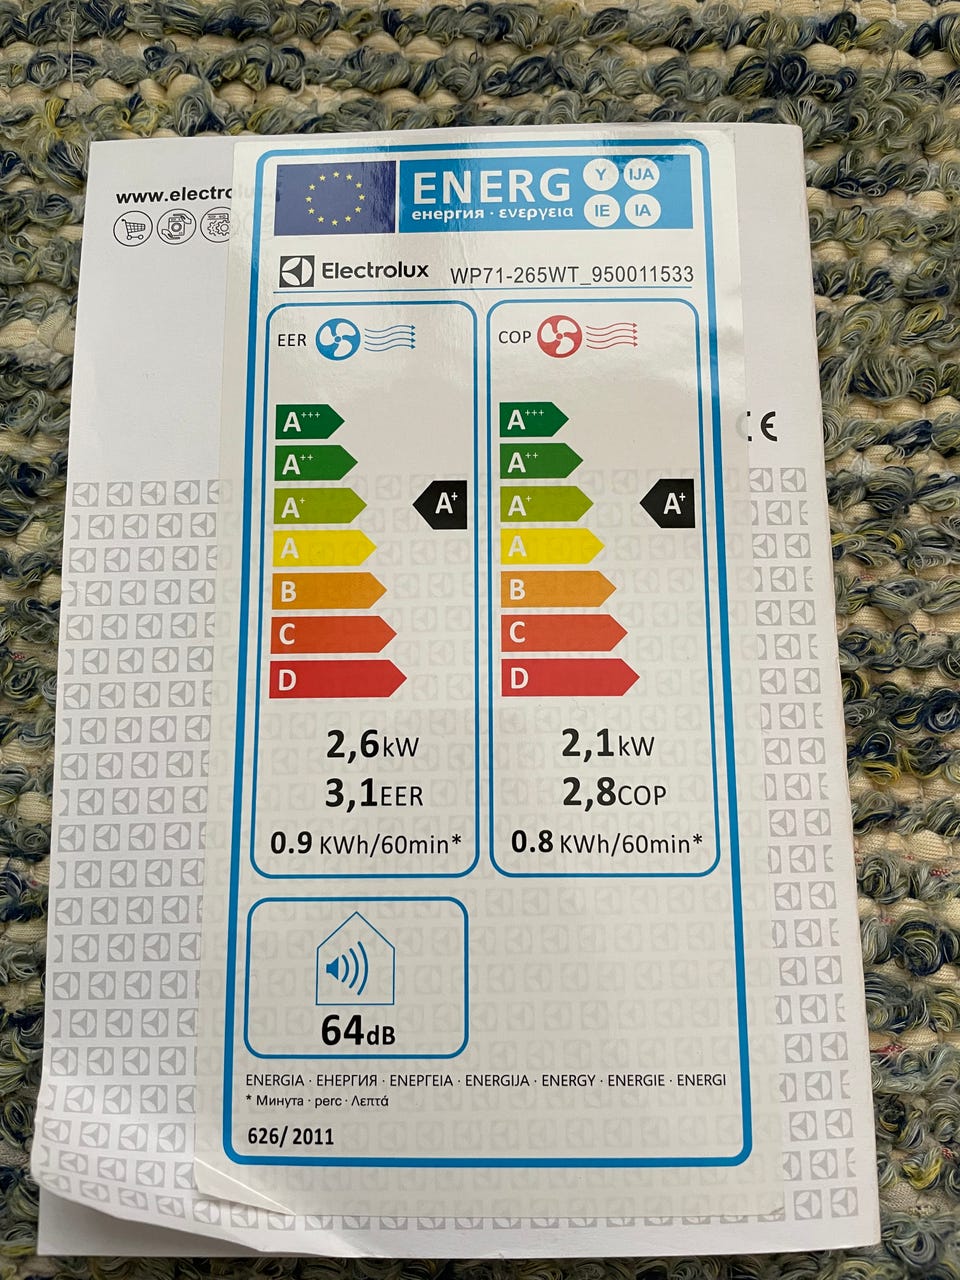 www.electro
ENERG
енергия · ενεργεια
Y
IJA
IE
IA
Electrolux
WP71-265WT_950011533
EER
A+++
A++
A+
A
B
C
D
A+
2,6kW
3,1EER
0.9 KWh/60min*
COP
A+++
A++
A+
A
B
C
D
A+
2,1kW
2,8COP
0.8 KWh/60min*
CE
64dB
ENERGIA · ЕНЕРГИЯ · ΕΝΕΡΓΕΙΑ · ENERGIJA · ENERGY · ENERGIE · ENERGI
* Минута · perc · Λεπτά
626/ 2011